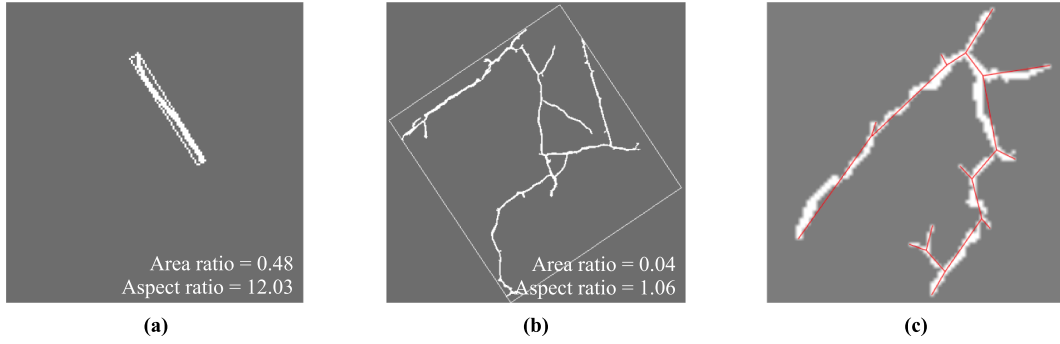 Area ratio = 0.48
Aspect ratio = 12.03
Area ratio = 0.04
Aspect ratio = 1.06
(a)
(b)
(c)